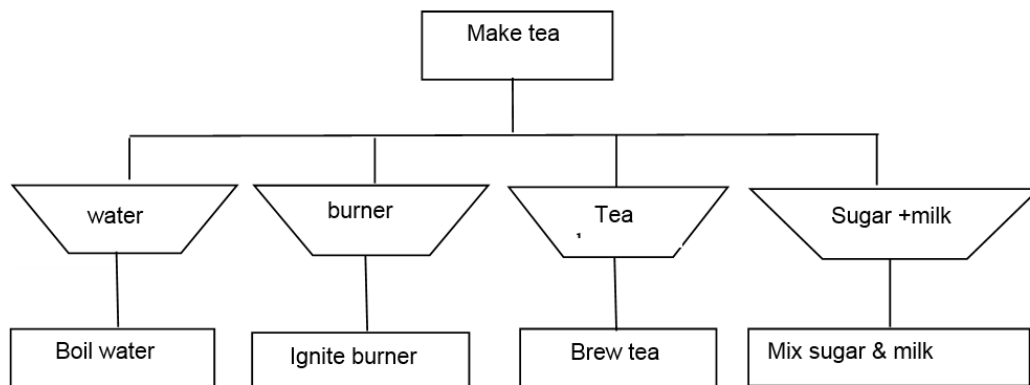 Make tea
water
burner
Tea
Sugar +milk
Boil water
Ignite burner
Brew tea
Mix sugar & milk